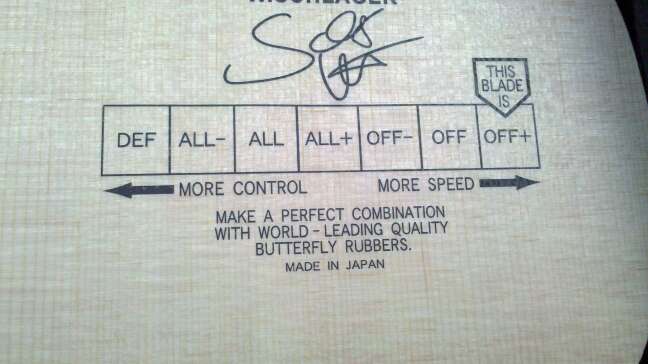 THIS
BLADE
IS
DEF ALL- ALL ALL+ OFF- OFF OFF+
MORE CONTROL MORE SPEED
MAKE A PERFECT COMBINATION
WITH WORLD-LEADING QUALITY
BUTTERFLY RUBBERS.
MADE IN JAPAN